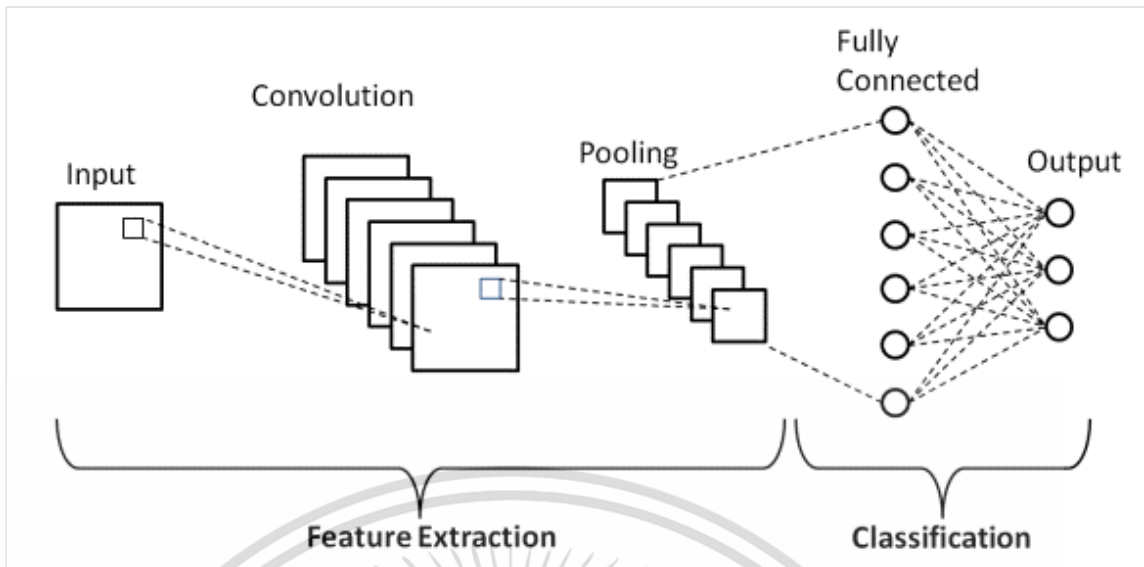 Input
Convolution
Pooling
Fully
Connected
Output
Feature Extraction
Classification